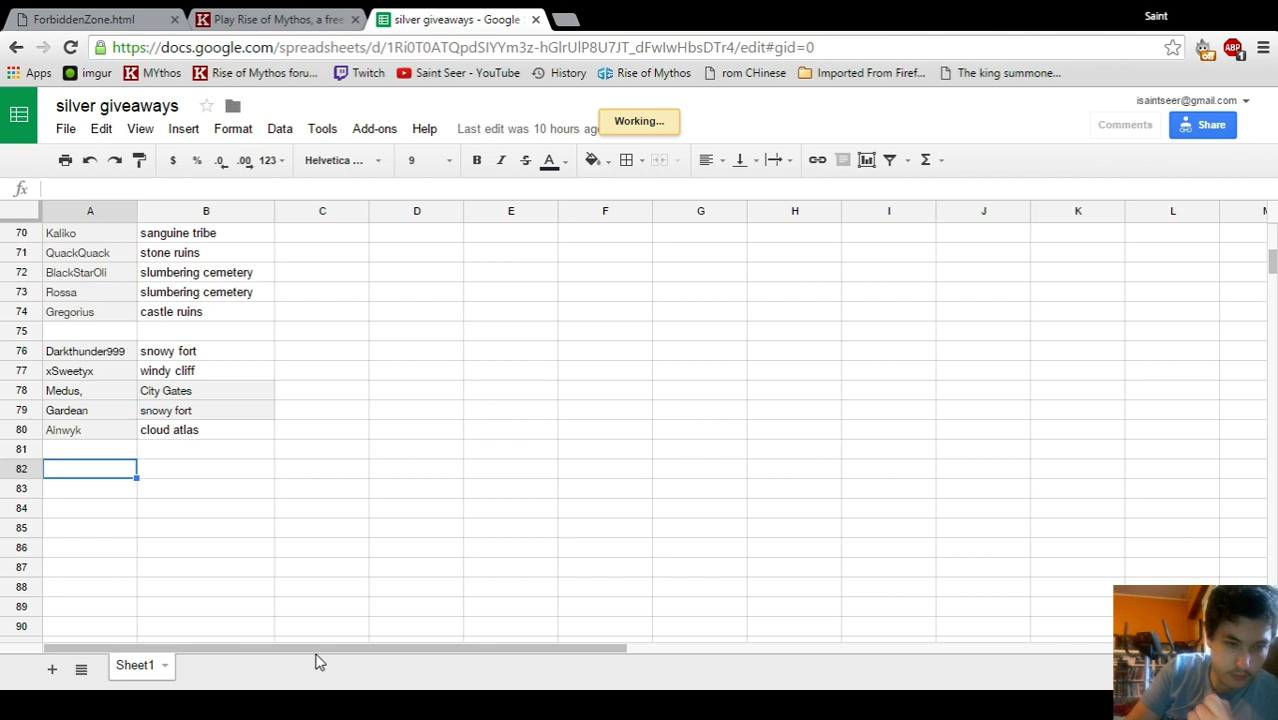 ForbiddenZone.html
Play Rise of Mythos, a free
silver giveaways - Google
Saint
https://docs.google.com/spreadsheets/d/1Ri0T0ATQpdSIYYm3z-hGlrUlP8U7JT_dFwIwHbsDTr4/edit#gid=0
Apps imgur MYthos Rise of Mythos foru... Twitch Saint Seer - YouTube History Rise of Mythos rom CHinese Imported From Firef... The king summone...
silver giveaways
isaintseer@gmail.com
Working...
File Edit View Insert Format Data Tools Add-ons Help Last edit was 10 hours ag
Comments Share
$ % .0 .00 123 Helvetica ... 9 B I S A Σ
fx
A B C D E F G H I J K L M
70 Kaliko sanguine tribe
71 QuackQuack stone ruins
72 BlackStarOli slumbering cemetery
73 Rossa slumbering cemetery
74 Gregorius castle ruins
75
76 Darkthunder999 snowy fort
77 xSweetyx windy cliff
78 Medus, City Gates
79 Gardean snowy fort
80 Alnwyk cloud atlas
81
82
83
84
85
86
87
88
89
90
+ Sheet1